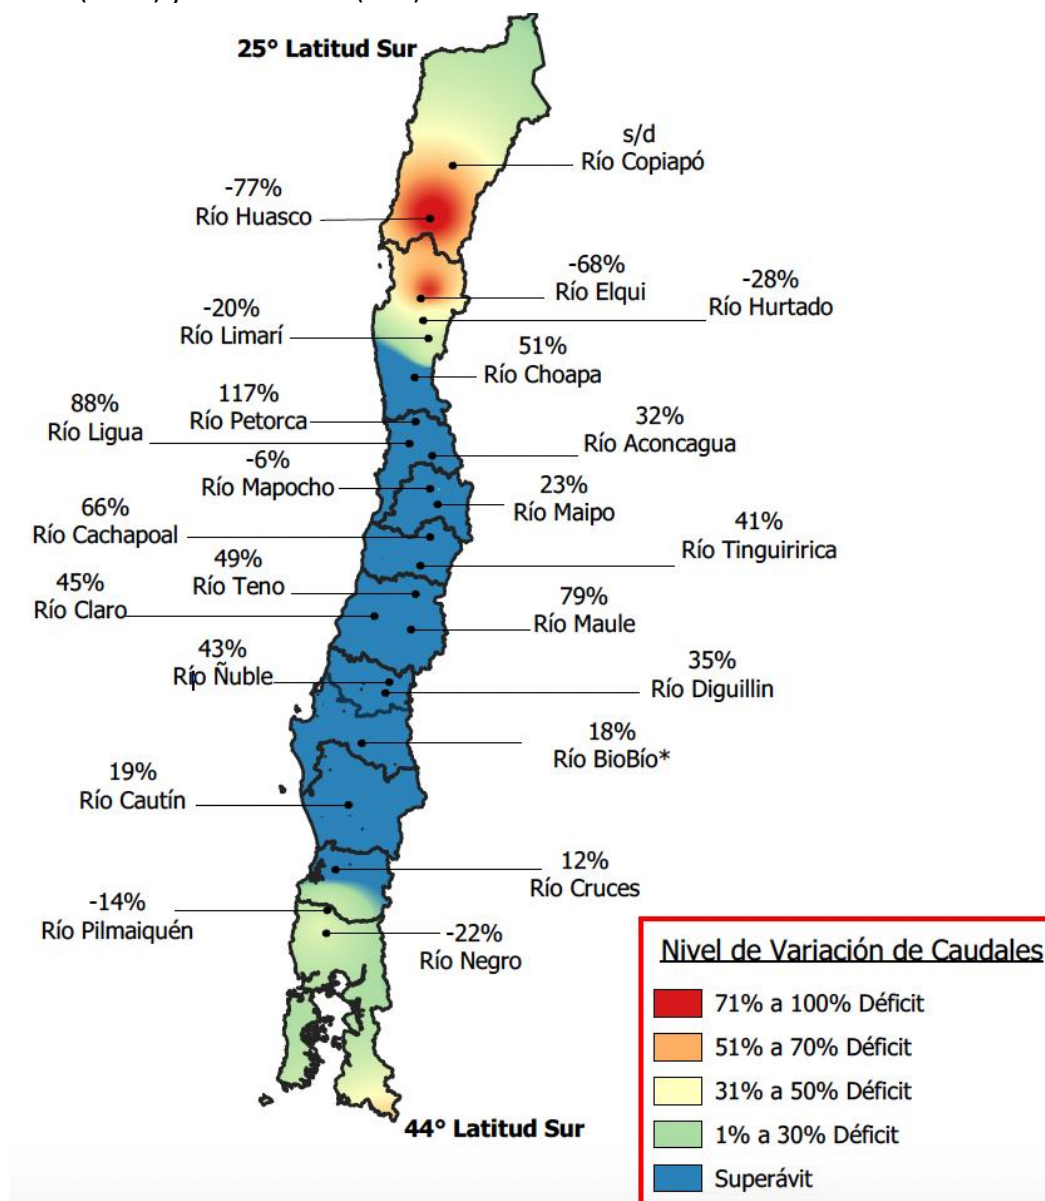 25° Latitud Sur
s/d
Río Copiapó
-77%
Río Huasco
-68%
Río Elqui
-28%
Río Hurtado
-20%
Río Limarí
51%
Río Choapa
117%
Río Petorca
88%
Río Ligua
32%
Río Aconcagua
-6%
Río Mapocho
23%
Río Maipo
66%
Río Cachapoal
41%
Río Tinguiririca
49%
Río Teno
45%
Río Claro
79%
Río Maule
43%
Río Ñuble
35%
Río Diguillin
18%
Río BioBío*
19%
Río Cautín
12%
Río Cruces
-14%
Río Pilmaiquén
-22%
Río Negro
44° Latitud Sur
Nivel de Variación de Caudales
71% a 100% Déficit
51% a 70% Déficit
31% a 50% Déficit
1% a 30% Déficit
Superávit